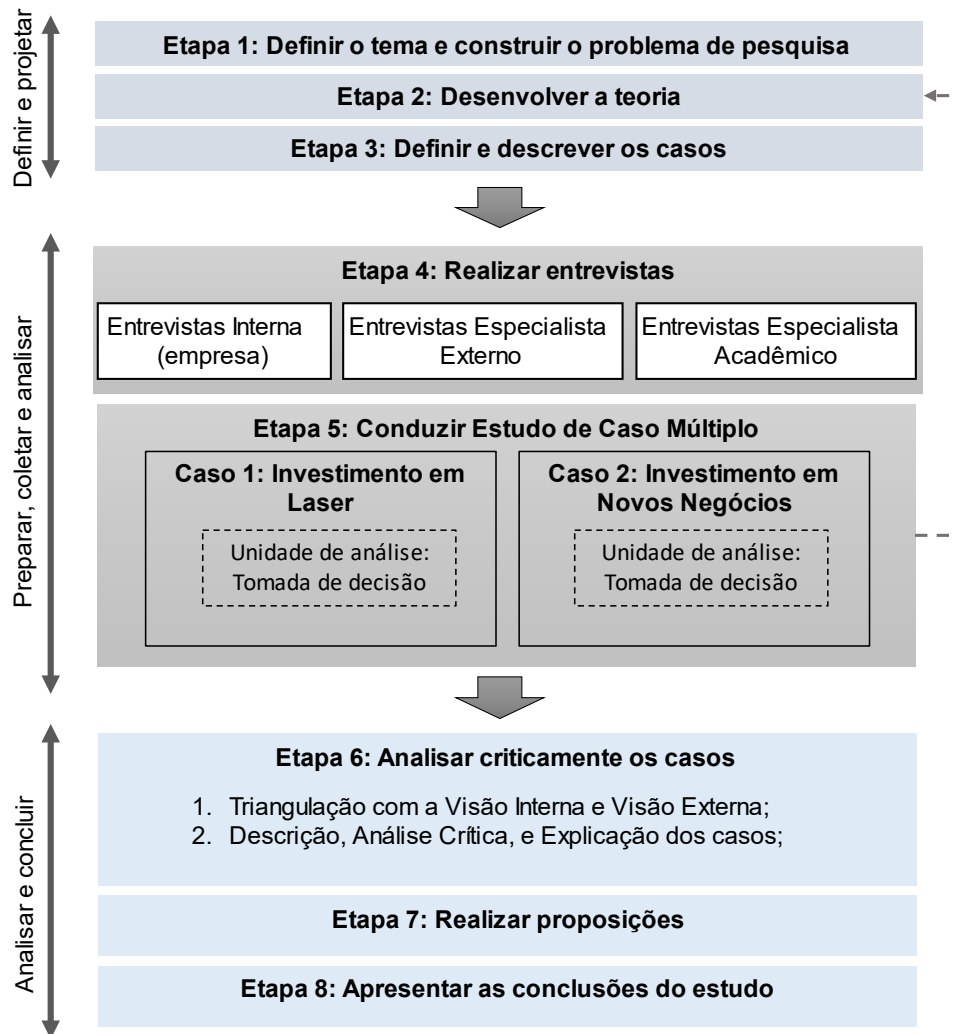 Definir e projetar
Etapa 1: Definir o tema e construir o problema de pesquisa
Etapa 2: Desenvolver a teoria
Etapa 3: Definir e descrever os casos
Preparar, coletar e analisar
Etapa 4: Realizar entrevistas
Entrevistas Interna
(empresa)
Entrevistas Especialista
Externo
Entrevistas Especialista
Acadêmico
Etapa 5: Conduzir Estudo de Caso Múltiplo
Caso 1: Investimento em
Laser
Unidade de análise:
Tomada de decisão
Caso 2: Investimento em
Novos Negócios
Unidade de análise:
Tomada de decisão
Analisar e concluir
Etapa 6: Analisar criticamente os casos
1. Triangulação com a Visão Interna e Visão Externa;
2. Descrição, Análise Crítica, e Explicação dos casos;
Etapa 7: Realizar proposições
Etapa 8: Apresentar as conclusões do estudo